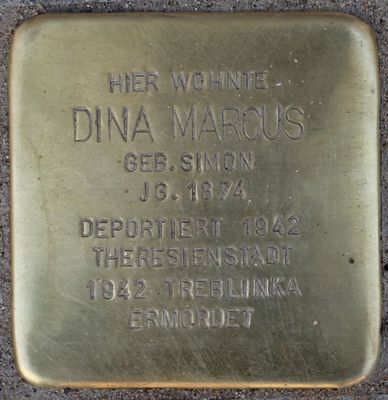 HIER WOHNTE
DINA MARCUS
GEB. SIMON
JG. 1874
DEPORTIERT 1942
THERESIENSTADT
1942 TREBLINKA
ERMORDET